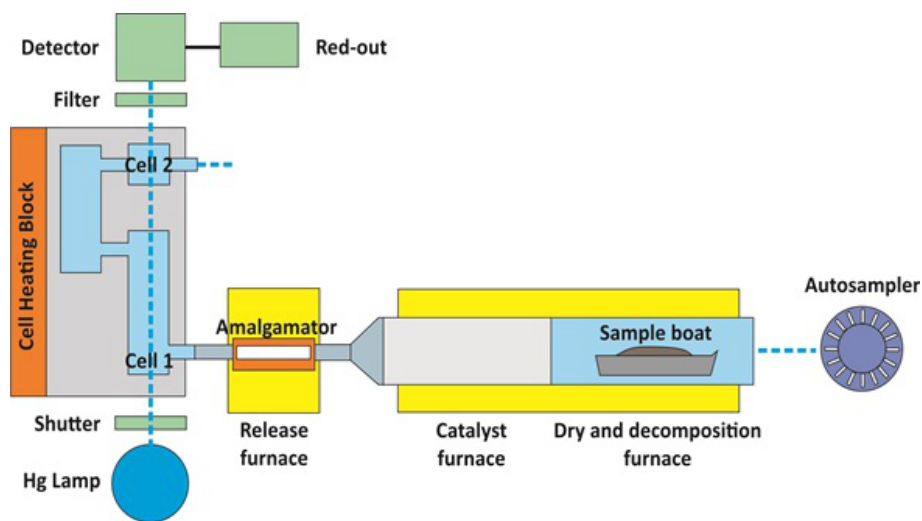 Detector
Red-out
Filter
Cell Heating Block
Cell 2
Cell 1
Amalgamator
Sample boat
Autosampler
Shutter
Release
furnace
Catalyst
furnace
Dry and decomposition
furnace
Hg Lamp